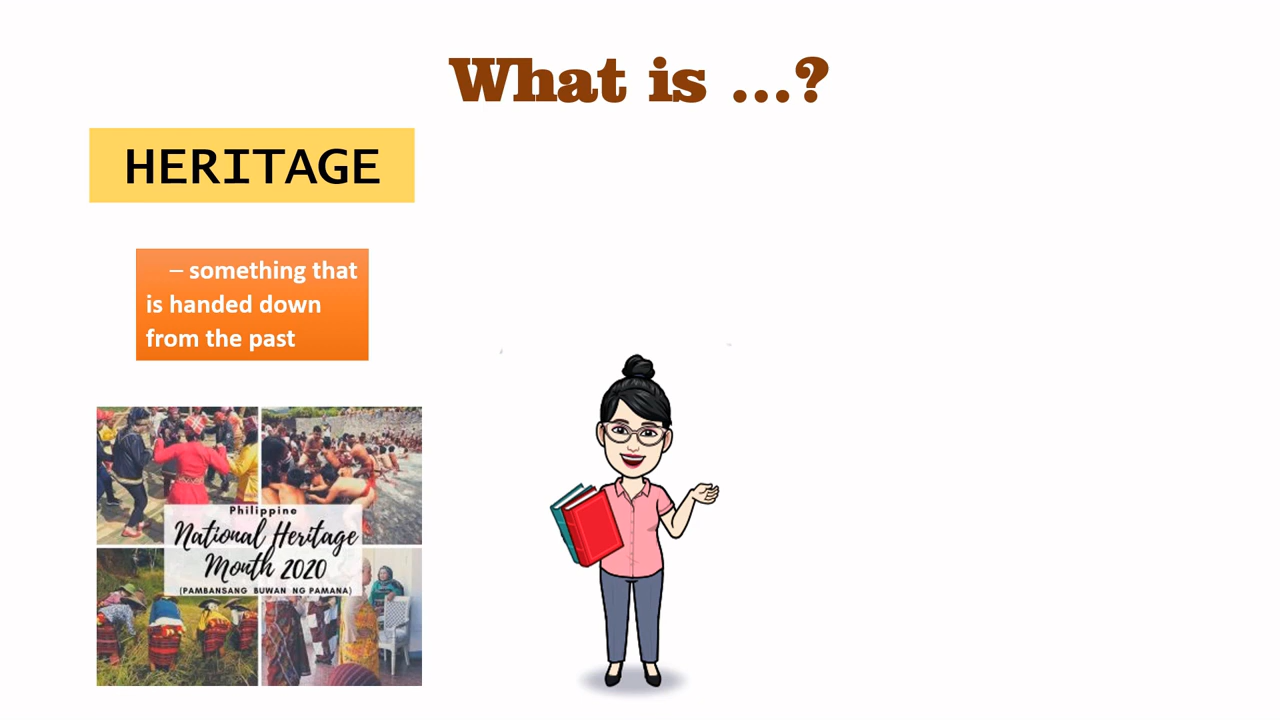 What is ...?
HERITAGE
– something that
is handed down
from the past
Philippine
National Heritage
Month 2020
(PAMBANSANG BUWAN NG PAMANA)